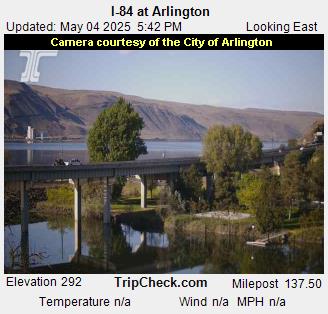 I-84 at Arlington
Updated: May 04 2025 5:42 PM Looking East
Camera courtesy of the City of Arlington
Elevation 292 TripCheck.com Milepost 137.50
Temperature n/a Wind n/a MPH n/a